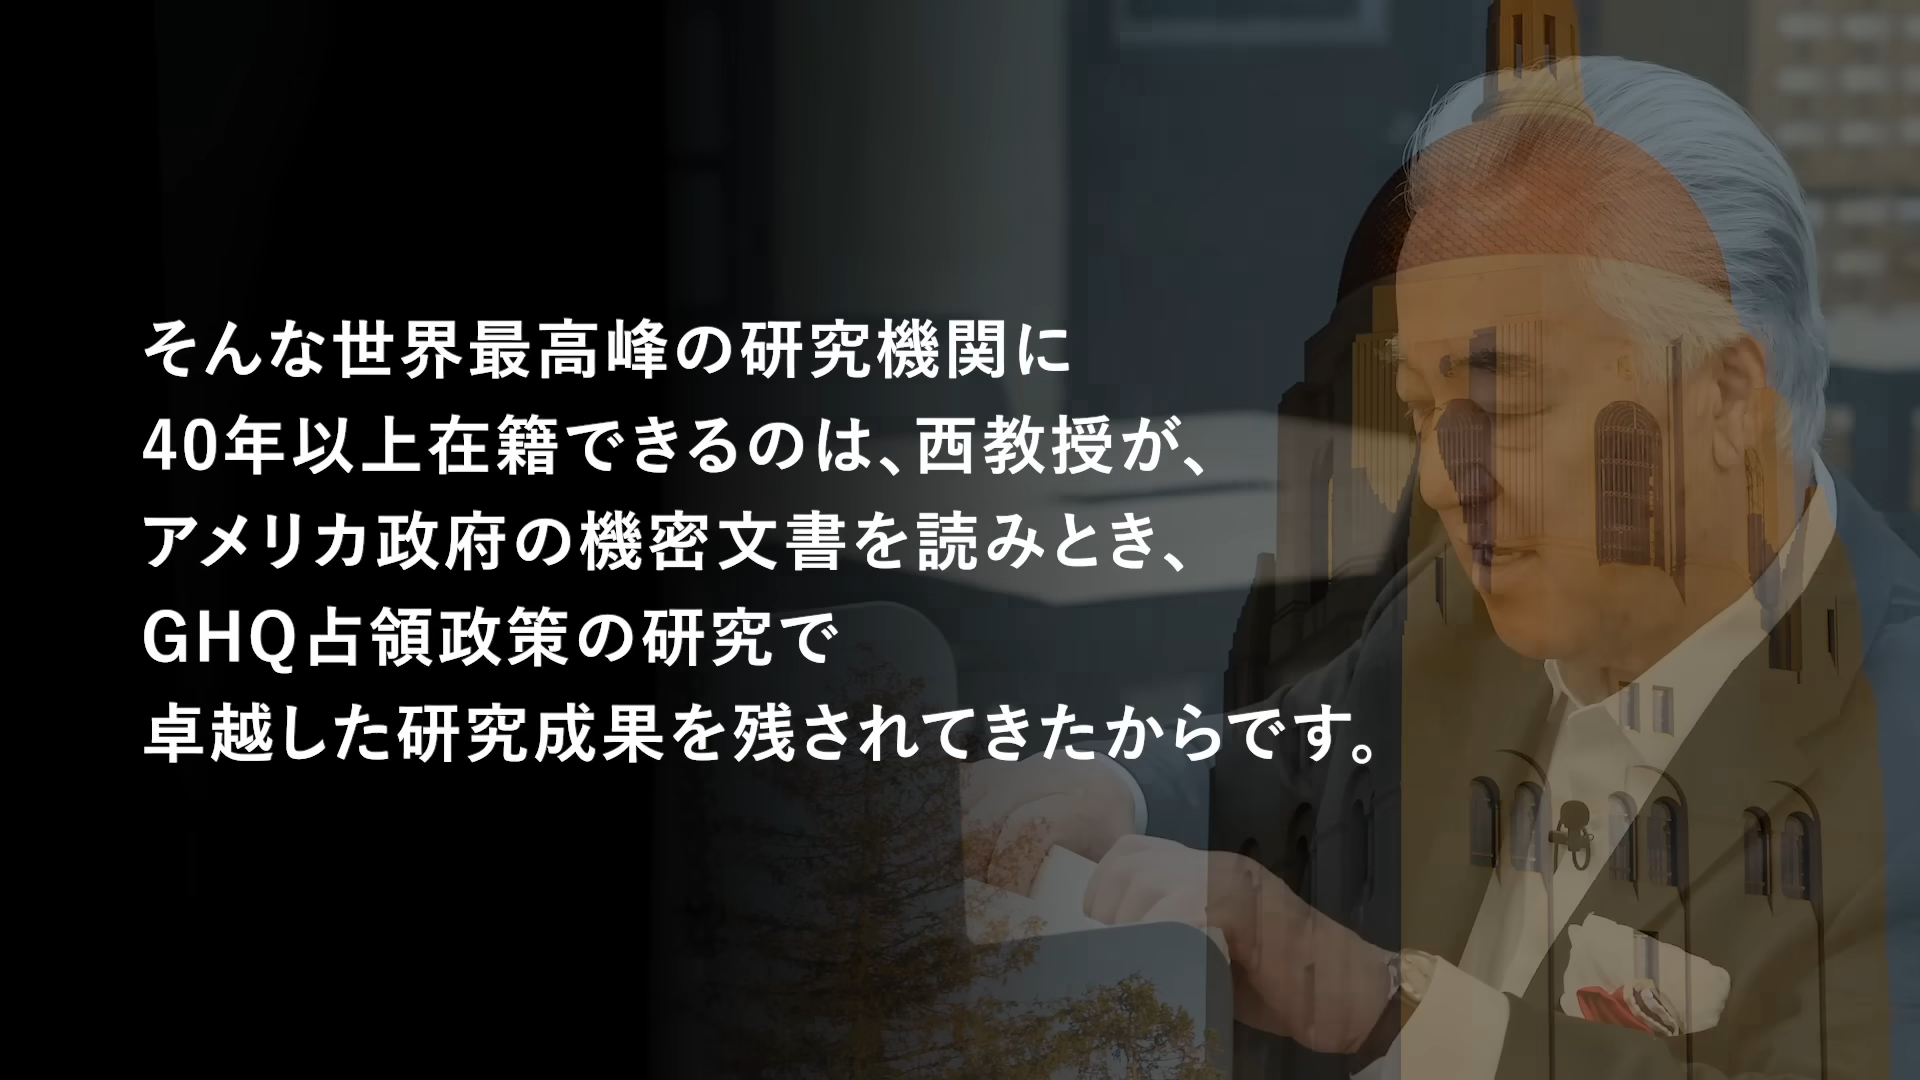 そんな世界最高峰の研究機関に
40年以上在籍できるのは、西教授が、
アメリカ政府の機密文書を読みとき、
GHQ占領政策の研究で
卓越した研究成果を残されてきたからです。